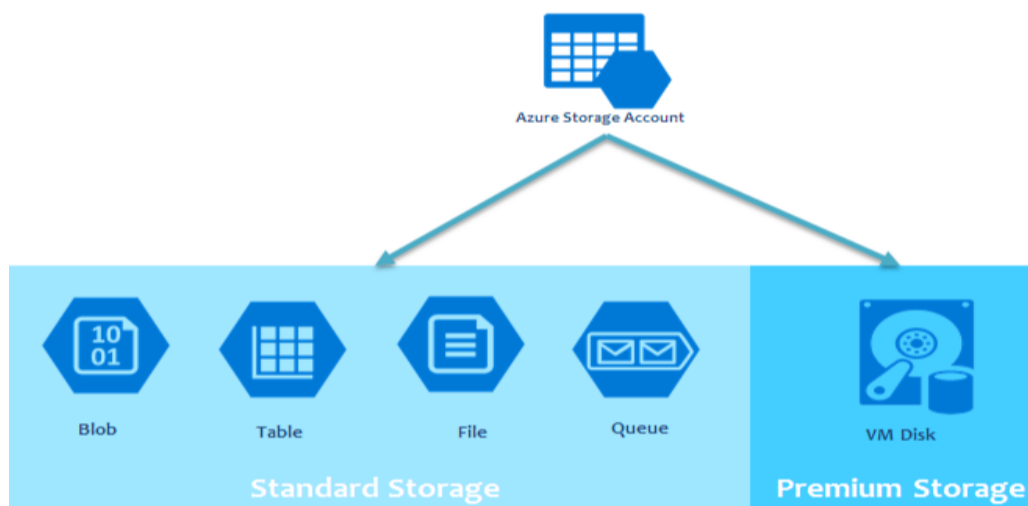 Azure Storage Account
10
01
Blob
Table
File
Queue
VM Disk
Standard Storage
Premium Storage